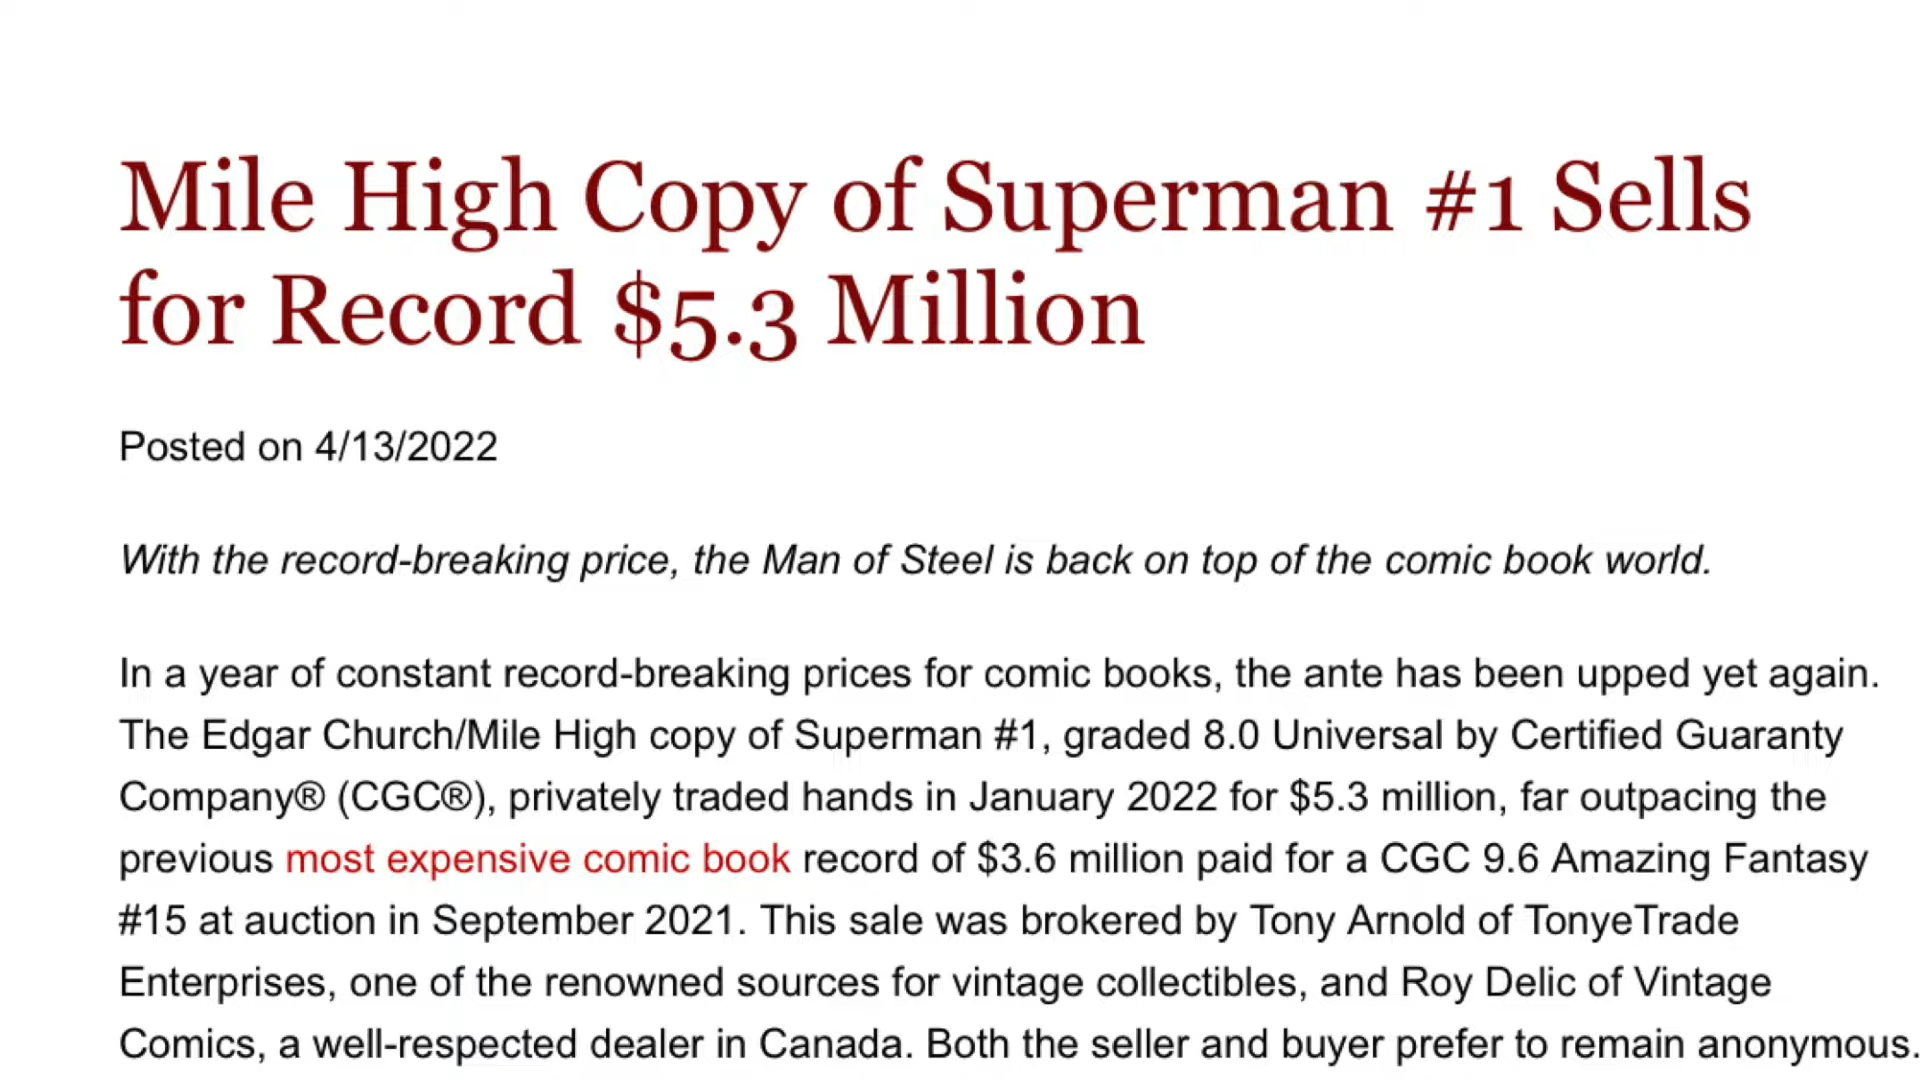 Mile High Copy of Superman #1 Sells
for Record $5.3 Million
Posted on 4/13/2022
With the record-breaking price, the Man of Steel is back on top of the comic book world.
In a year of constant record-breaking prices for comic books, the ante has been upped yet again.
The Edgar Church/Mile High copy of Superman #1, graded 8.0 Universal by Certified Guaranty
Company® (CGC®), privately traded hands in January 2022 for $5.3 million, far outpacing the
previous most expensive comic book record of $3.6 million paid for a CGC 9.6 Amazing Fantasy
#15 at auction in September 2021. This sale was brokered by Tony Arnold of TonyeTrade
Enterprises, one of the renowned sources for vintage collectibles, and Roy Delic of Vintage
Comics, a well-respected dealer in Canada. Both the seller and buyer prefer to remain anonymous.